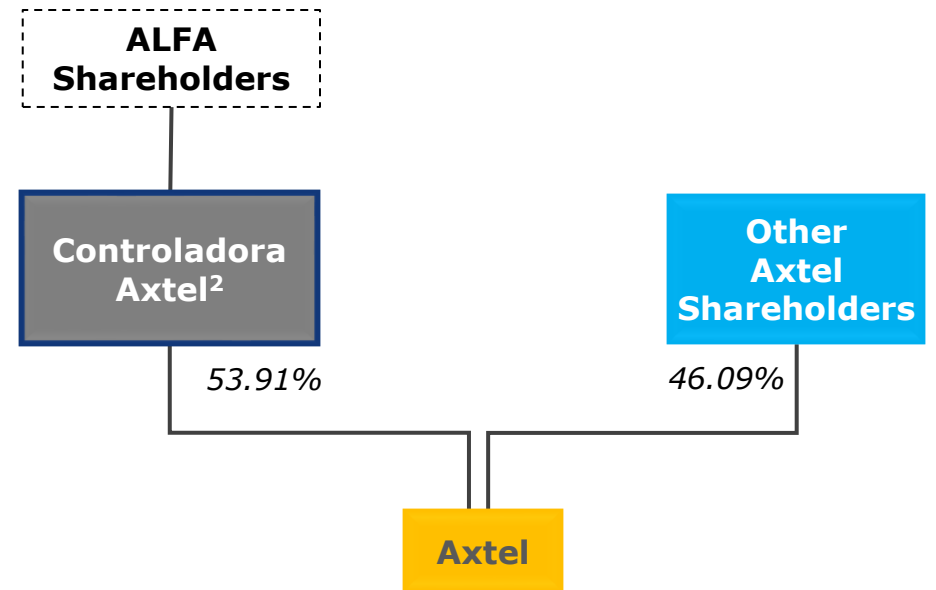 ALFA
Shareholders
Controladora
Axtel²
Other
Axtel
Shareholders
53.91%
46.09%
Axtel